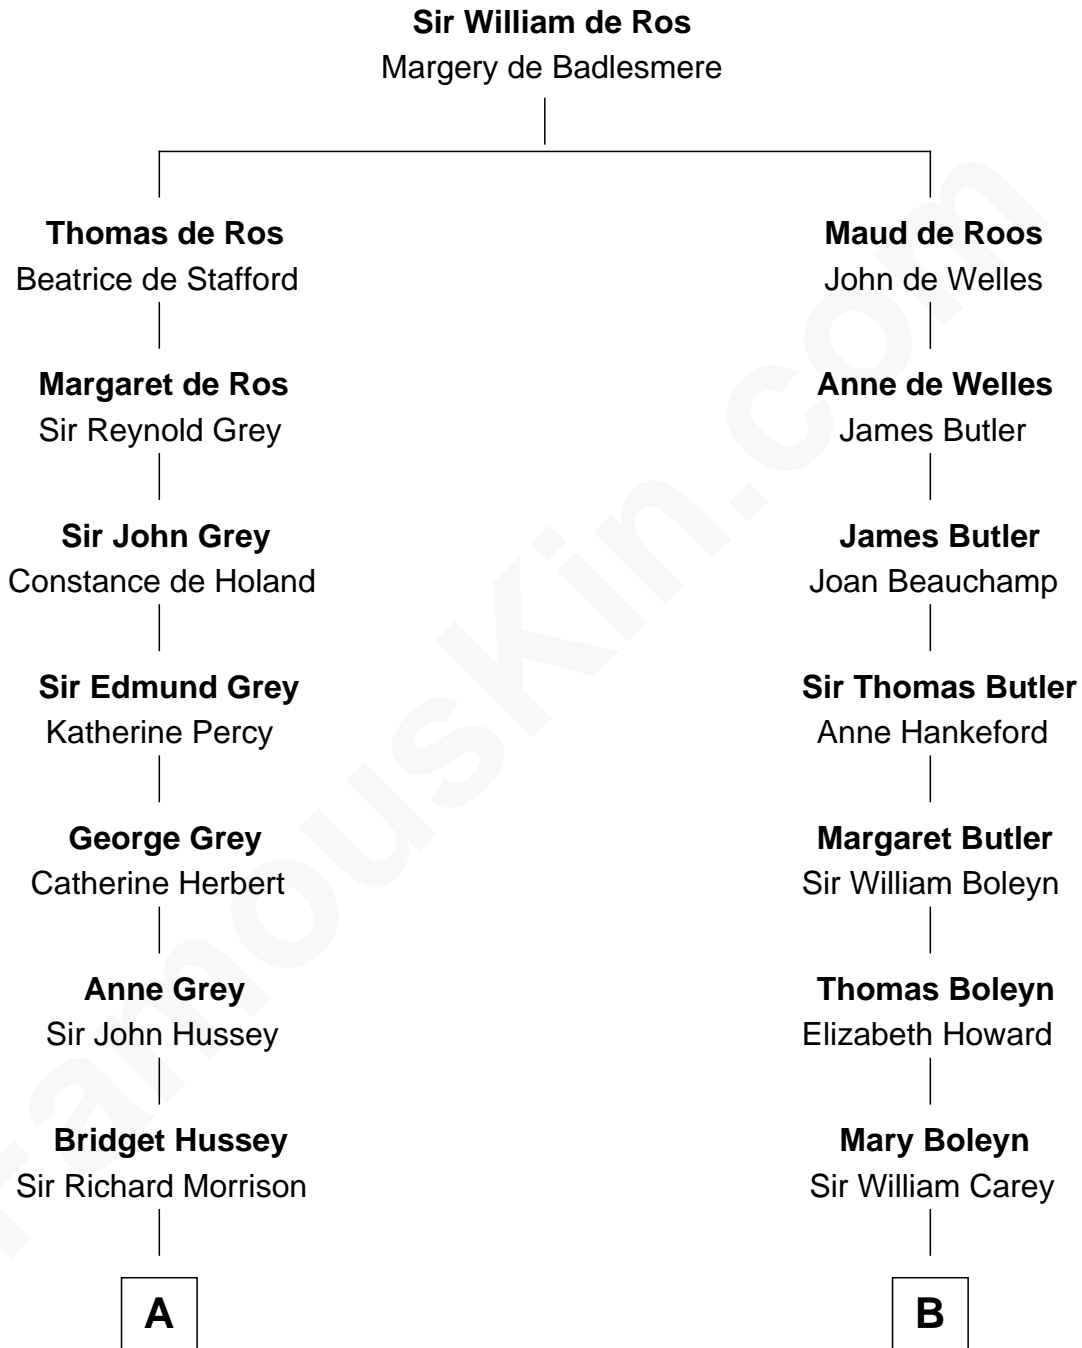 Sir William de Ros
Margery de Badlesmere
Thomas de Ros
Beatrice de Stafford
Margaret de Ros
Sir Reynold Grey
Sir John Grey
Constance de Holand
Sir Edmund Grey
Katherine Percy
George Grey
Catherine Herbert
Anne Grey
Sir John Hussey
Bridget Hussey
Sir Richard Morrison
A
Maud de Roos
John de Welles
Anne de Welles
James Butler
James Butler
Joan Beauchamp
Sir Thomas Butler
Anne Hankeford
Margaret Butler
Sir William Boleyn
Thomas Boleyn
Elizabeth Howard
Mary Boleyn
Sir William Carey
B
FamousKin.com